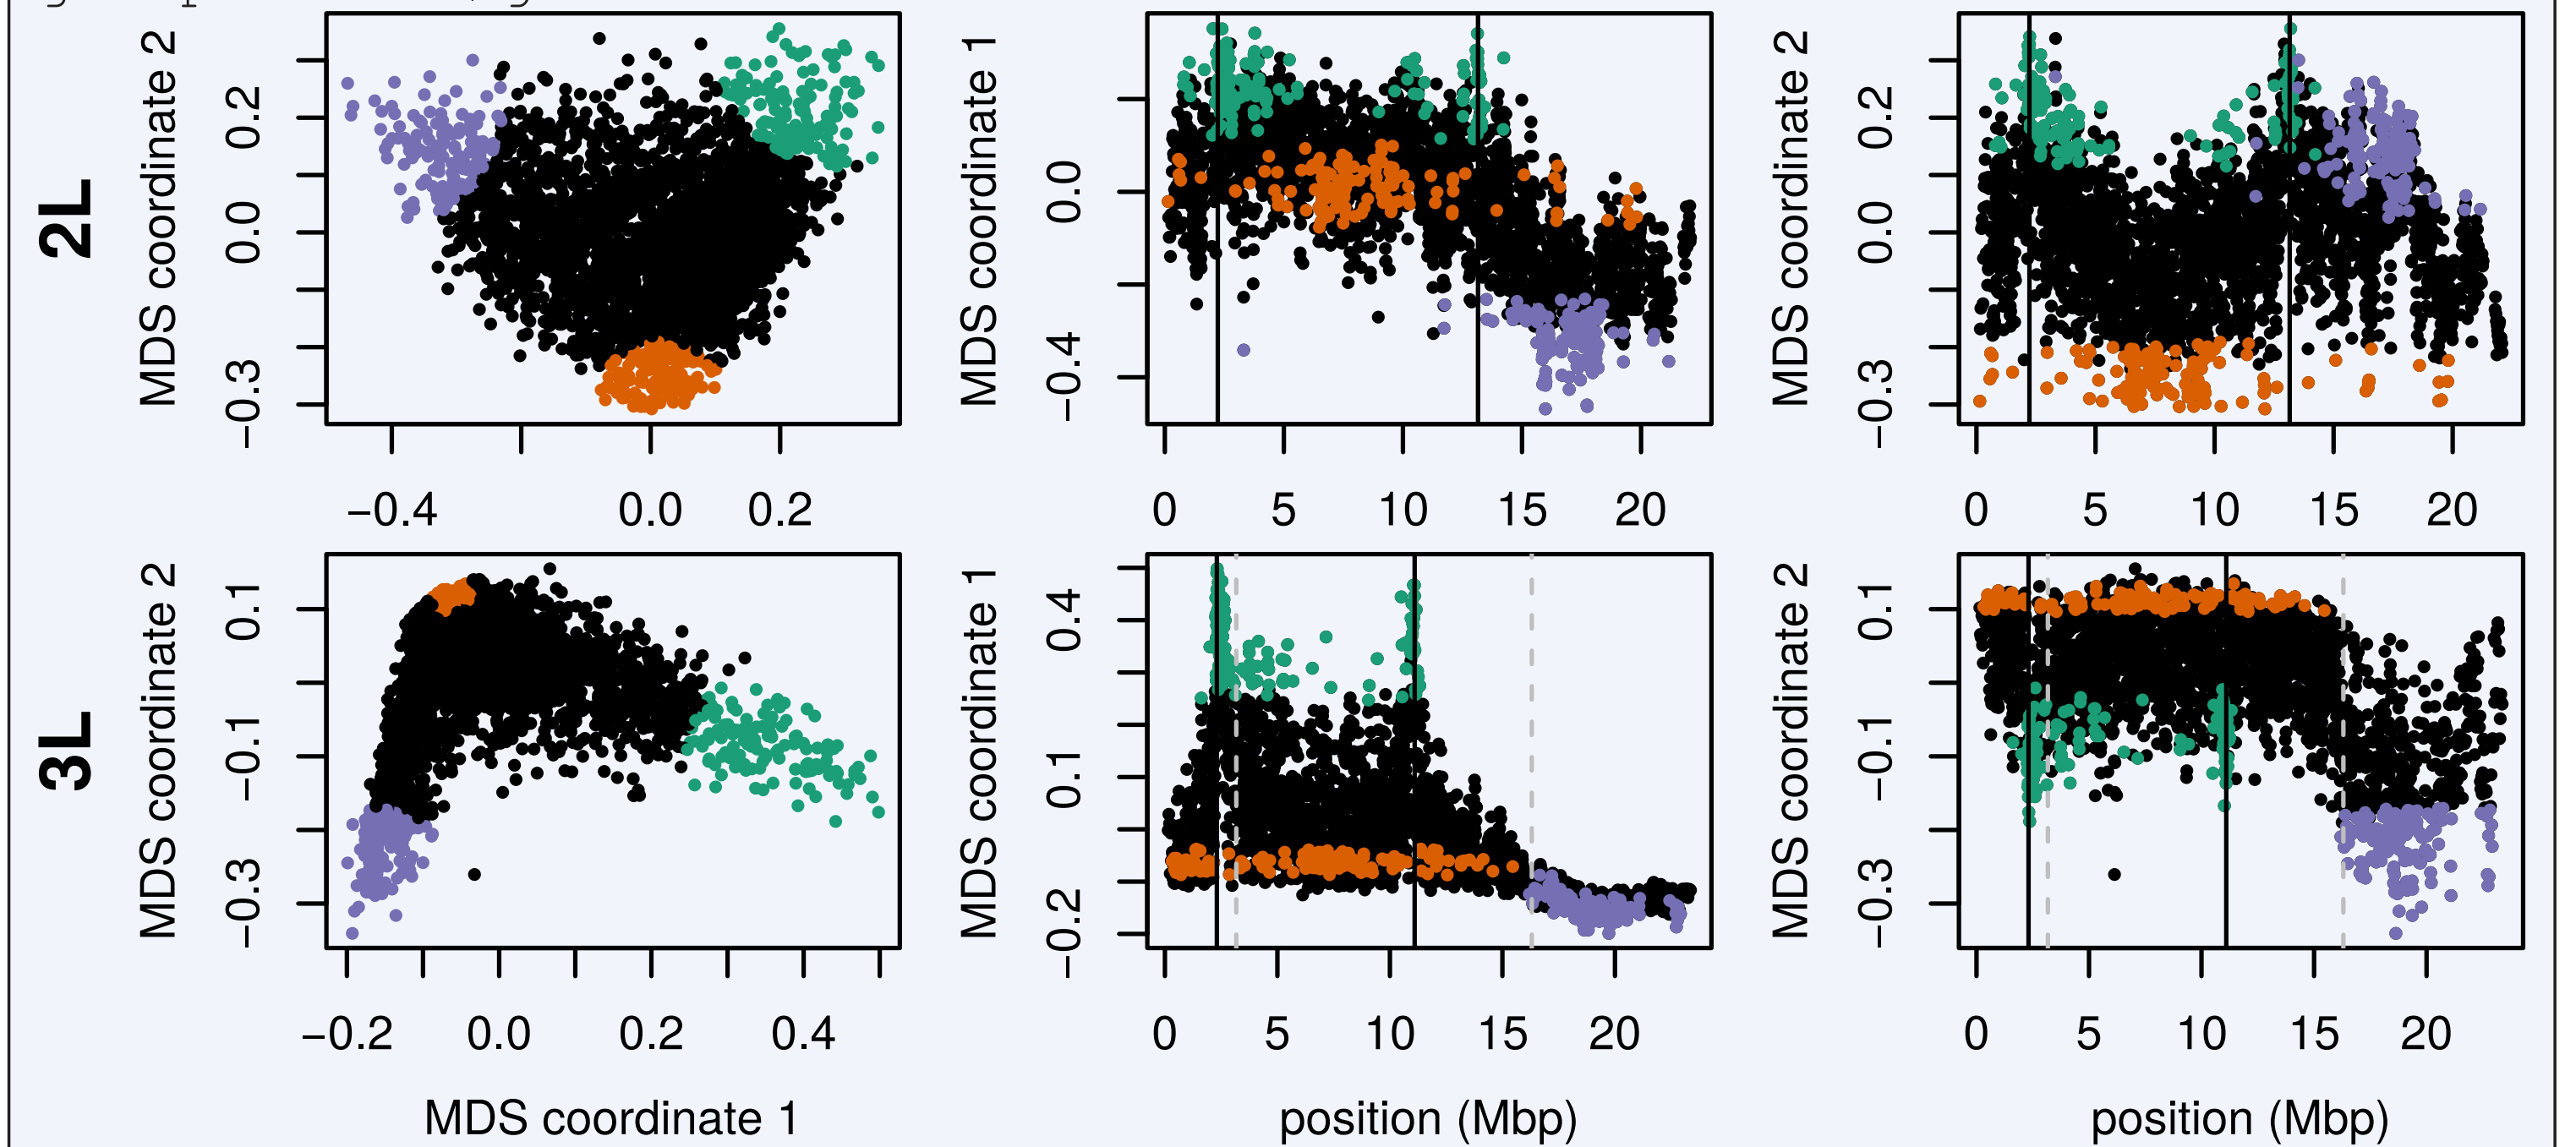 2L
MDS coordinate 2
−0.3 0.0 0.2
−0.4 0.0 0.2
MDS coordinate 1
−0.4 0.0
0 5 10 15 20
MDS coordinate 2
−0.3 0.0 0.2
0 5 10 15 20
3L
MDS coordinate 2
−0.3 −0.1 0.1
−0.2 0.0 0.2 0.4
MDS coordinate 1
MDS coordinate 1
−0.2 0.1 0.4
0 5 10 15 20
position (Mbp)
MDS coordinate 2
−0.3 −0.1 0.1
0 5 10 15 20
position (Mbp)